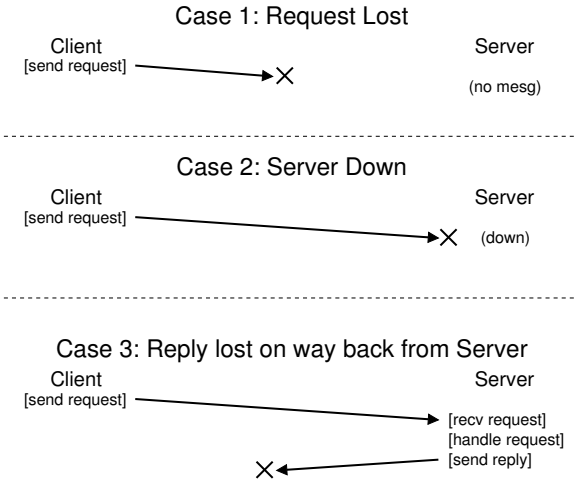 Case 1: Request Lost
Client Server
[send request]
(no mesg)
Case 2: Server Down
Client Server
[send request]
(down)
Case 3: Reply lost on way back from Server
Client Server
[send request]
[recv request]
[handle request]
[send reply]